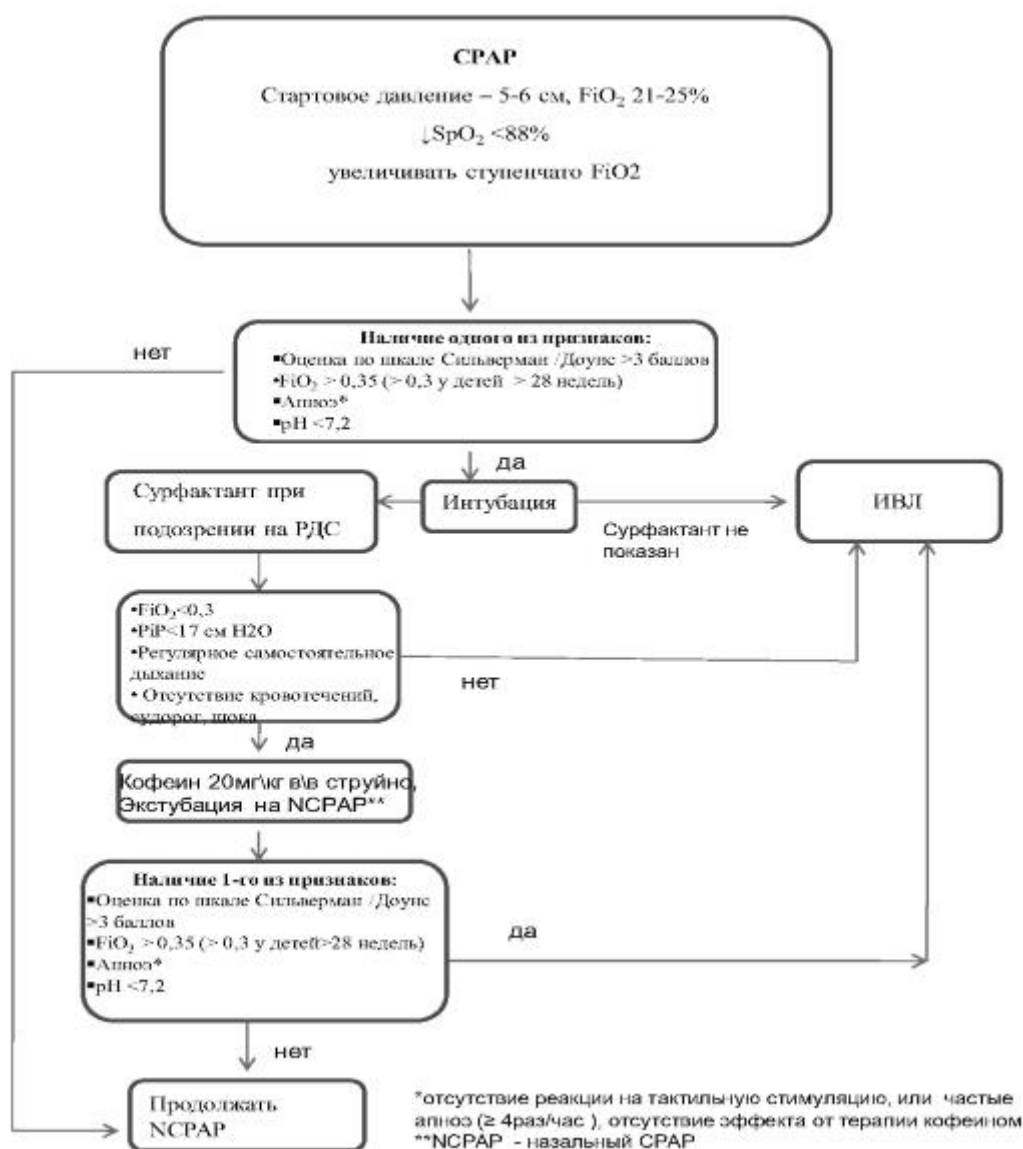 CPAP
Стартовое давление – 5-6 см, FiO₂ 21-25%
↓SpO₂ <88%
увеличивать ступенчато FiO2
Наличие одного из признаков:
▪Оценка по шкале Сильверман /Доунс >3 баллов
▪FiO₂ > 0,35 (> 0,3 у детей > 28 недель)
▪Апноэ*
▪pH <7,2
нет
да
Сурфактант при
подозрении на РДС
Интубация
ИВЛ
Сурфактант не
показан
•FiO₂<0,3
•PiP<17 см H2O
•Регулярное самостоятельное
дыхание
• Отсутствие кровотечений,
судорог, шока
нет
да
Кофеин 20мг\кг в\в струйно,
Экстубация на NCPAP**
Наличие 1-го из признаков:
▪Оценка по шкале Сильверман /Доунс
>3 баллов
▪FiO₂ > 0,35 (> 0,3 у детей>28 недель)
▪Апноэ*
▪pH <7,2
да
нет
Продолжать
NCPAP
*отсутствие реакции на тактильную стимуляцию, или частые
апноэ (≥ 4раз/час ), отсутствие эффекта от терапии кофеином
**NCPAP - назальный CPAP